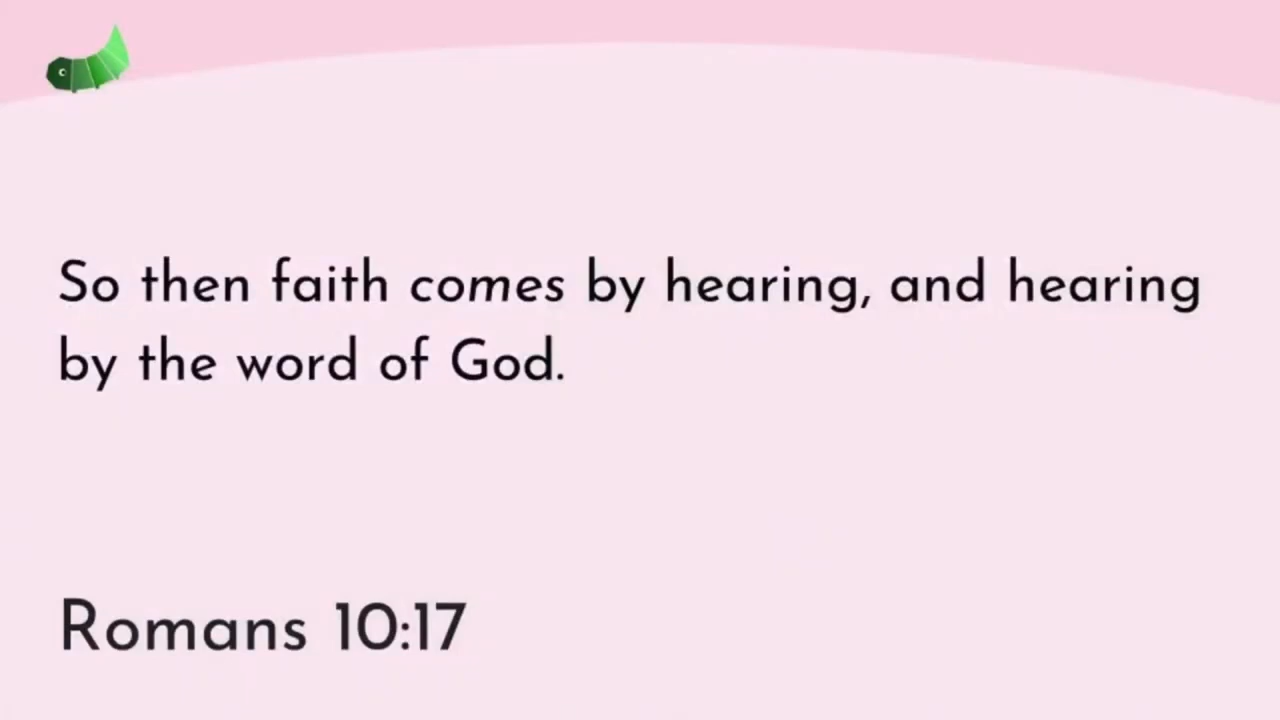 So then faith comes by hearing, and hearing
by the word of God.
Romans 10:17